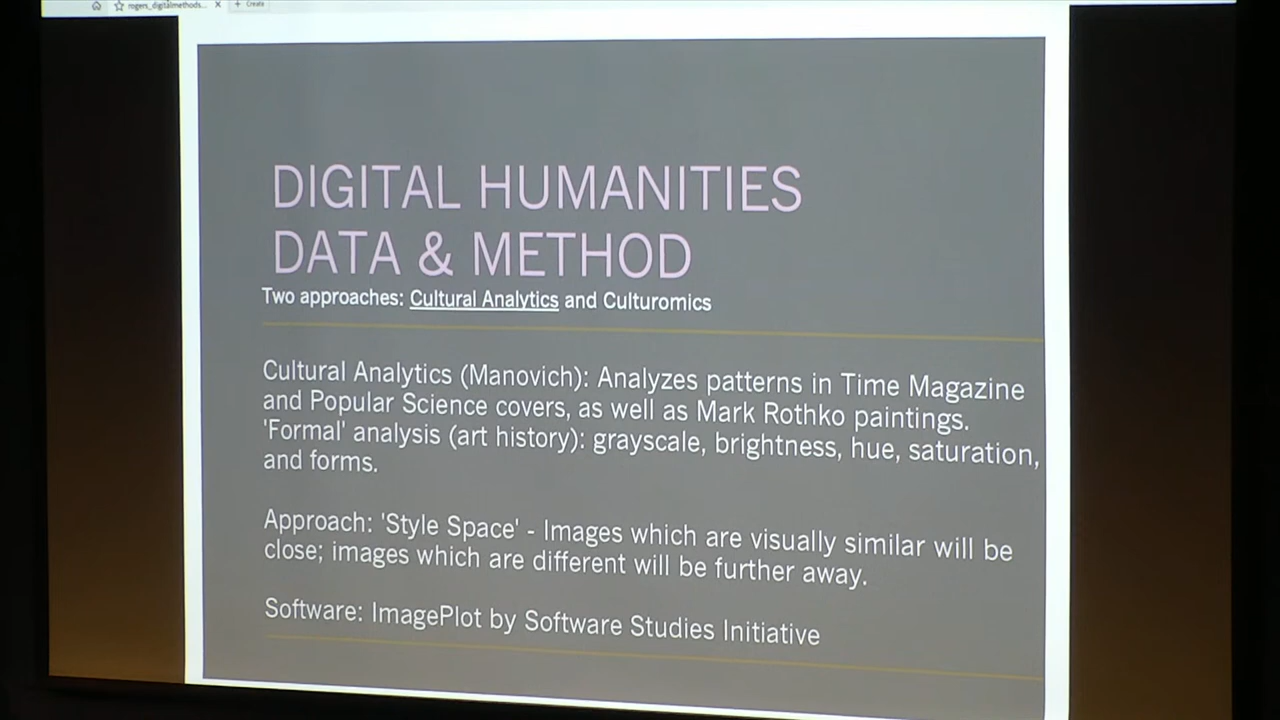 rogers_digitalmethods...
Create
DIGITAL HUMANITIES
DATA & METHOD
Two approaches: Cultural Analytics and Culturomics
Cultural Analytics (Manovich): Analyzes patterns in Time Magazine
and Popular Science covers, as well as Mark Rothko paintings.
'Formal' analysis (art history): grayscale, brightness, hue, saturation,
and forms.
Approach: 'Style Space' - Images which are visually similar will be
close; images which are different will be further away.
Software: ImagePlot by Software Studies Initiative